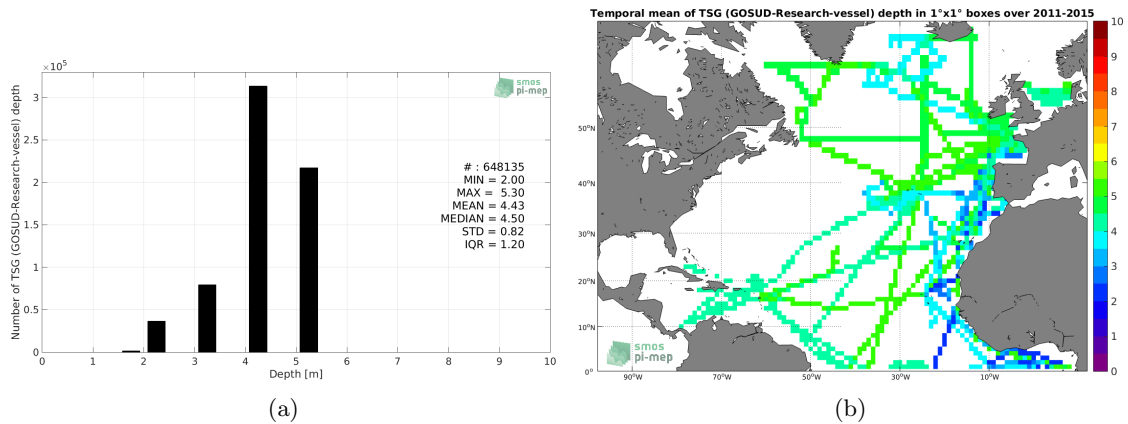 ×10⁵
smos
pi-mep
Number of TSG (GOSUD-Research-vessel) depth
3
2.5
2
1.5
1
0.5
0
# : 648135
MIN = 2.00
MAX = 5.30
MEAN = 4.43
MEDIAN = 4.50
STD = 0.82
IQR = 1.20
0 1 2 3 4 5 6 7 8 9 10
Depth [m]
(a)
Temporal mean of TSG (GOSUD-Research-vessel) depth in 1°x1° boxes over 2011-2015
50°N
40°N
30°N
20°N
10°N
0°
90°W 70°W 50°W 30°W 10°W
smos
pi-mep
10
9
8
7
6
5
4
3
2
1
0
(b)